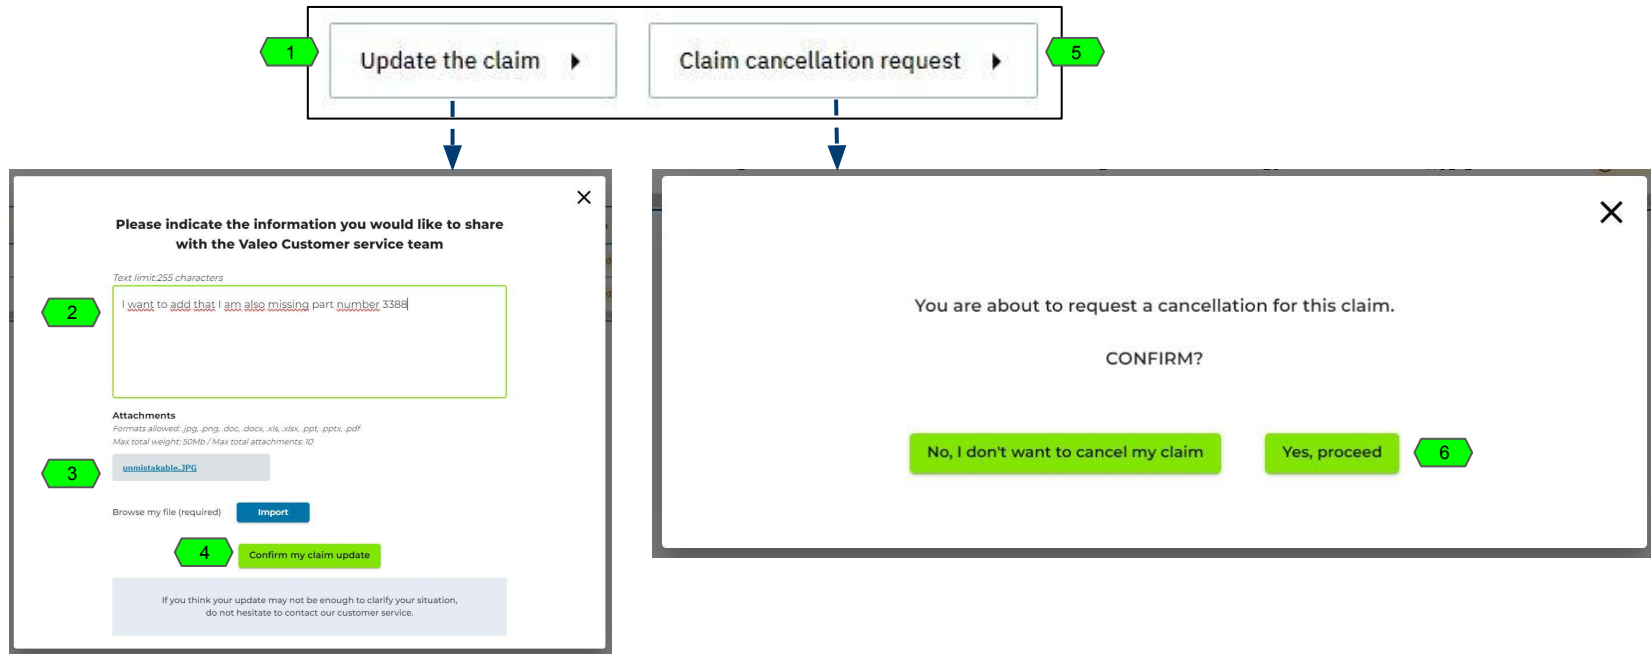 1
Update the claim
Claim cancellation request
5
Please indicate the information you would like to share
with the Valeo Customer service team
Text limit:255 characters
2
I want to add that I am also missing part number 3388
Attachments
Formats allowed: .jpg, .png, .doc, .docx, .xls, .xlsx, .ppt, .pptx, .pdf
Max total weight: 50Mb / Max total attachments: 10
3
unmistakable.JPG
Browse my file (required)
Import
4
Confirm my claim update
If you think your update may not be enough to clarify your situation,
do not hesitate to contact our customer service.
You are about to request a cancellation for this claim.
CONFIRM?
No, I don't want to cancel my claim
Yes, proceed
6